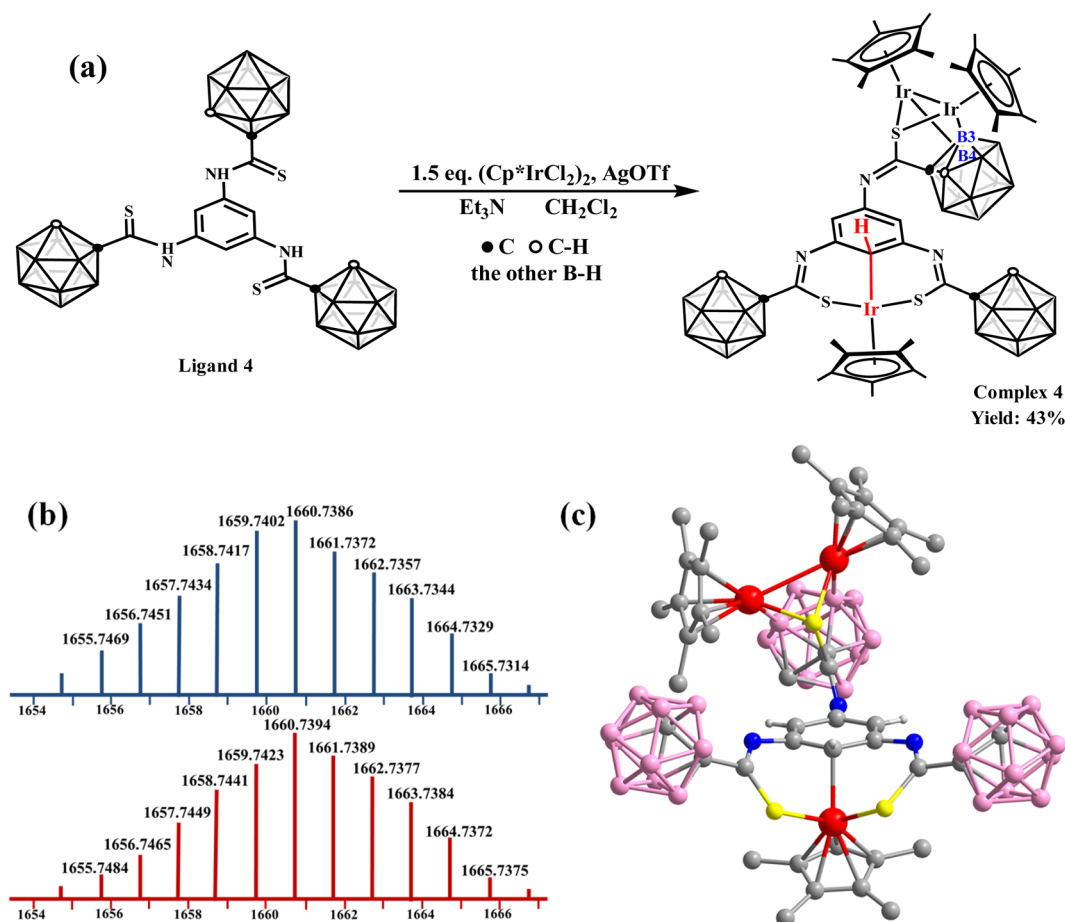 (a)
NH
S
S
N
H
N
NH
S
Ligand 4
1.5 eq. (Cp*IrCl2)2, AgOTf
Et3N CH2Cl2
C C-H
the other B-H
Ir
Ir
S
B3
B4
N
H
N
N
S
Ir
S
Complex 4
Yield: 43%
(b)
1655.7469
1656.7451
1657.7434
1658.7417
1659.7402
1660.7386
1661.7372
1662.7357
1663.7344
1664.7329
1665.7314
1654 1656 1658 1660 1662 1664 1666
1655.7484
1656.7465
1657.7449
1658.7441
1659.7423
1660.7394
1661.7389
1662.7377
1663.7384
1664.7372
1665.7375
1654 1656 1658 1660 1662 1664 1666
(c)